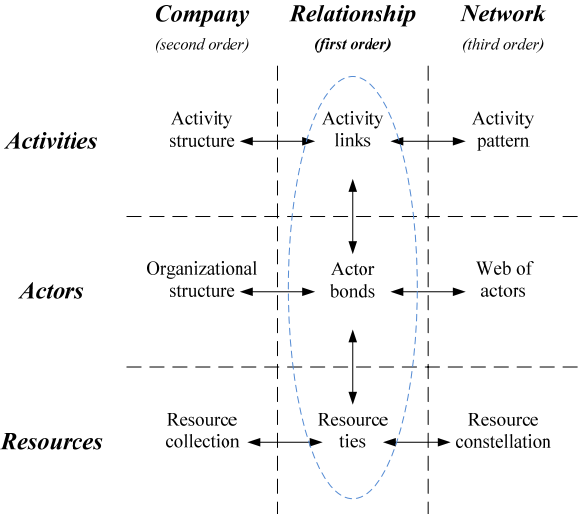 Company Relationship Network
(second order) (first order) (third order)
Activities
Activity
structure
Activity
links
Activity
pattern
Actors
Organizational
structure
Actor
bonds
Web of
actors
Resources
Resource
collection
Resource
ties
Resource
constellation